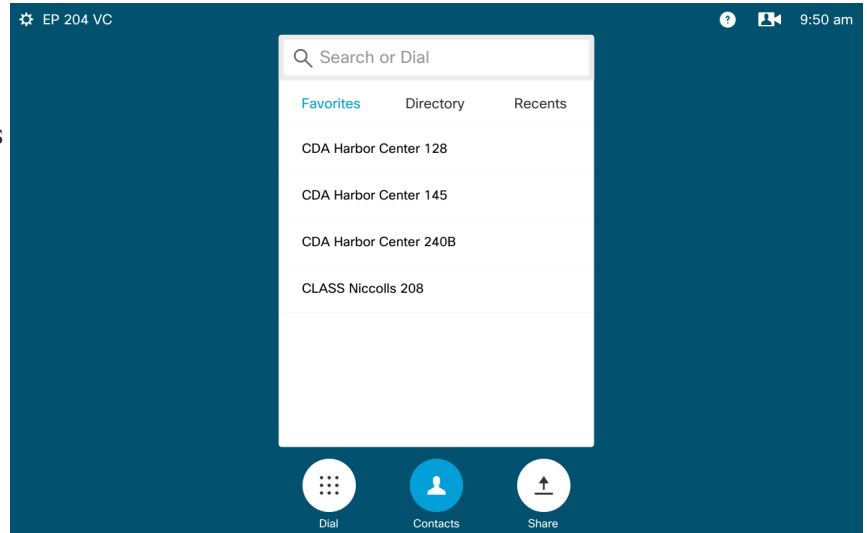 EP 204 VC
? 9:50 am
Search or Dial
Favorites Directory Recents
CDA Harbor Center 128
CDA Harbor Center 145
CDA Harbor Center 240B
CLASS Niccolls 208
Dial Contacts Share